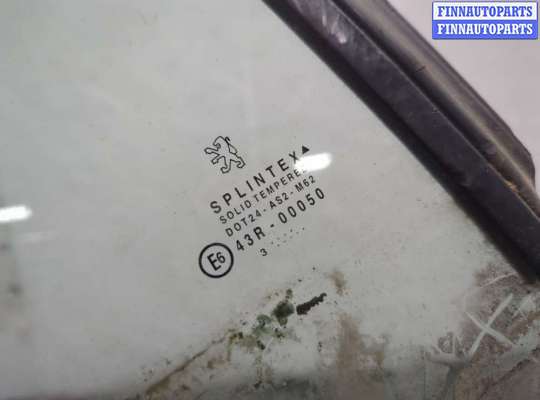 FINNAUTOPARTS
FINNAUTOPARTS
SPLINTEX
SOLID TEMPERED
DOT24-AS2-M62
E6 43R-00050
3 ......
X